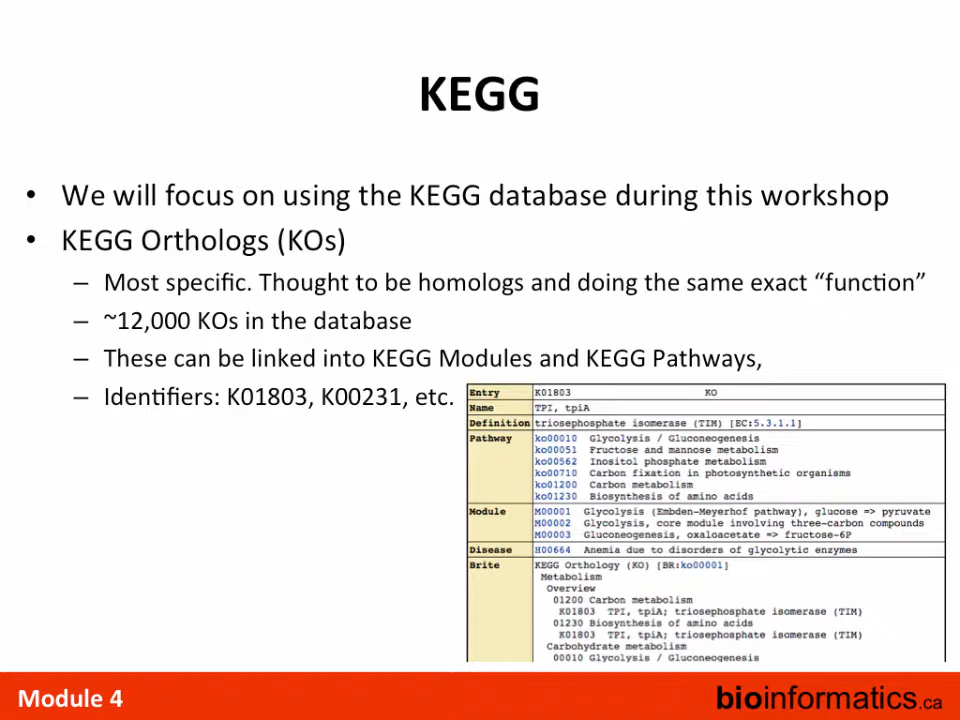 KEGG
• We will focus on using the KEGG database during this workshop
• KEGG Orthologs (KOs)
– Most specific. Thought to be homologs and doing the same exact “function”
– ~12,000 KOs in the database
– These can be linked into KEGG Modules and KEGG Pathways,
– Identifiers: K01803, K00231, etc.
Entry K01803 KO
Name TPI, tpiA
Definition triosephosphate isomerase (TIM) [EC:5.3.1.1]
Pathway ko00010 Glycolysis / Gluconeogenesis
ko00051 Fructose and mannose metabolism
ko00562 Inositol phosphate metabolism
ko00710 Carbon fixation in photosynthetic organisms
ko01200 Carbon metabolism
ko01230 Biosynthesis of amino acids
Module M00001 Glycolysis (Embden-Meyerhof pathway), glucose => pyruvate
M00002 Glycolysis, core module involving three-carbon compounds
M00003 Gluconeogenesis, oxaloacetate => fructose-6P
Disease H00664 Anemia due to disorders of glycolytic enzymes
Brite KEGG Orthology (KO) [BR:ko00001]
Metabolism
Overview
01200 Carbon metabolism
K01803 TPI, tpiA; triosephosphate isomerase (TIM)
01230 Biosynthesis of amino acids
K01803 TPI, tpiA; triosephosphate isomerase (TIM)
Carbohydrate metabolism
00010 Glycolysis / Gluconeogenesis
Module 4
bioinformatics.ca